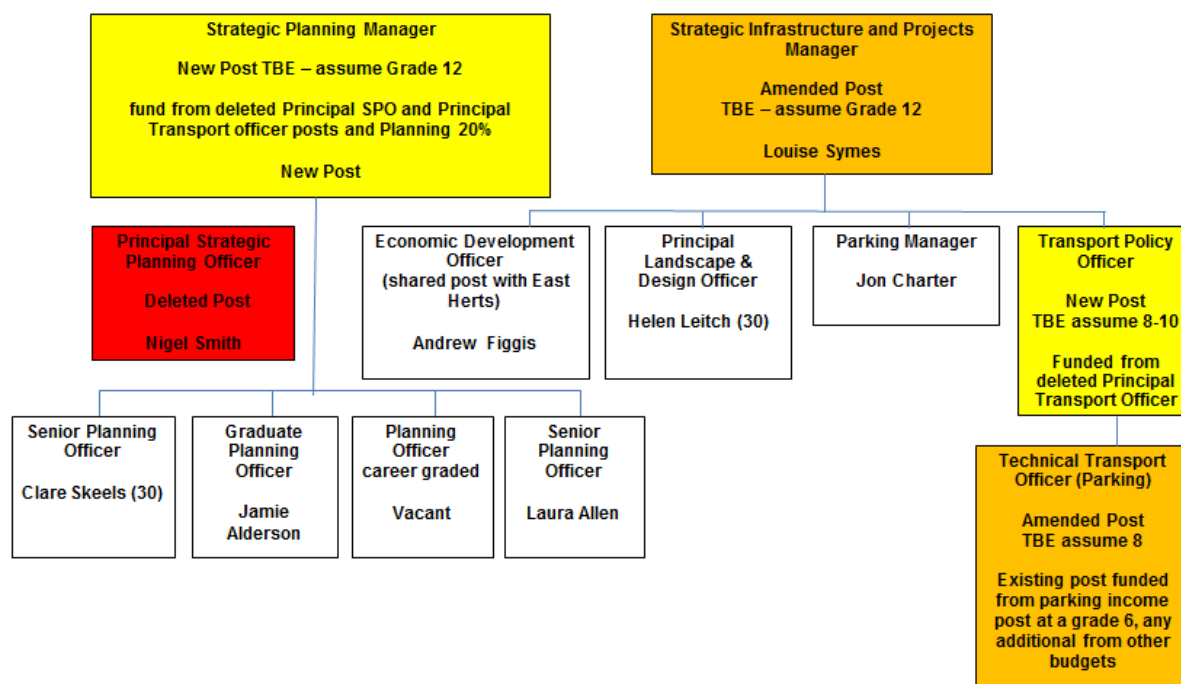 Strategic Planning Manager
New Post TBE – assume Grade 12
fund from deleted Principal SPO and Principal
Transport officer posts and Planning 20%
New Post
Strategic Infrastructure and Projects
Manager
Amended Post
TBE – assume Grade 12
Louise Symes
Principal Strategic
Planning Officer
Deleted Post
Nigel Smith
Economic Development
Officer
(shared post with East
Herts)
Andrew Figgis
Principal
Landscape &
Design Officer
Helen Leitch (30)
Parking Manager
Jon Charter
Transport Policy
Officer
New Post
TBE assume 8-10
Funded from
deleted Principal
Transport Officer
Senior Planning
Officer
Clare Skeels (30)
Graduate
Planning
Officer
Jamie
Alderson
Planning
Officer
career graded
Vacant
Senior
Planning
Officer
Laura Allen
Technical Transport
Officer (Parking)
Amended Post
TBE assume 8
Existing post funded
from parking income
post at a grade 6, any
additional from other
budgets